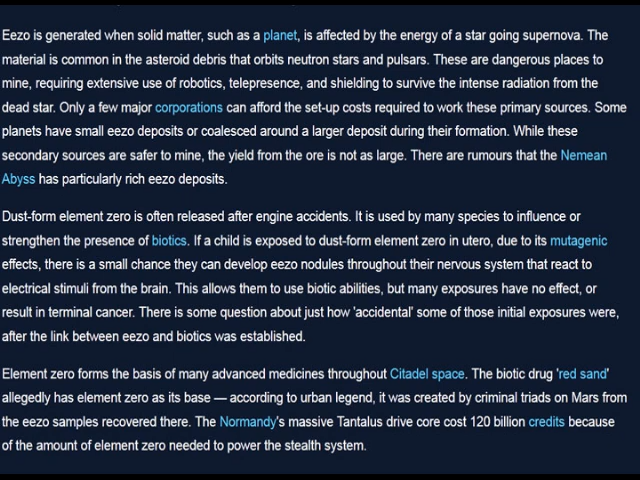 Eezo is generated when solid matter, such as a planet, is affected by the energy of a star going supernova. The
material is common in the asteroid debris that orbits neutron stars and pulsars. These are dangerous places to
mine, requiring extensive use of robotics, telepresence, and shielding to survive the intense radiation from the
dead star. Only a few major corporations can afford the set-up costs required to work these primary sources. Some
planets have small eezo deposits or coalesced around a larger deposit during their formation. While these
secondary sources are safer to mine, the yield from the ore is not as large. There are rumours that the Nemean
Abyss has particularly rich eezo deposits.
Dust-form element zero is often released after engine accidents. It is used by many species to influence or
strengthen the presence of biotics. If a child is exposed to dust-form element zero in utero, due to its mutagenic
effects, there is a small chance they can develop eezo nodules throughout their nervous system that react to
electrical stimuli from the brain. This allows them to use biotic abilities, but many exposures have no effect, or
result in terminal cancer. There is some question about just how 'accidental' some of those initial exposures were,
after the link between eezo and biotics was established.
Element zero forms the basis of many advanced medicines throughout Citadel space. The biotic drug 'red sand'
allegedly has element zero as its base — according to urban legend, it was created by criminal triads on Mars from
the eezo samples recovered there. The Normandy's massive Tantalus drive core cost 120 billion credits because
of the amount of element zero needed to power the stealth system.